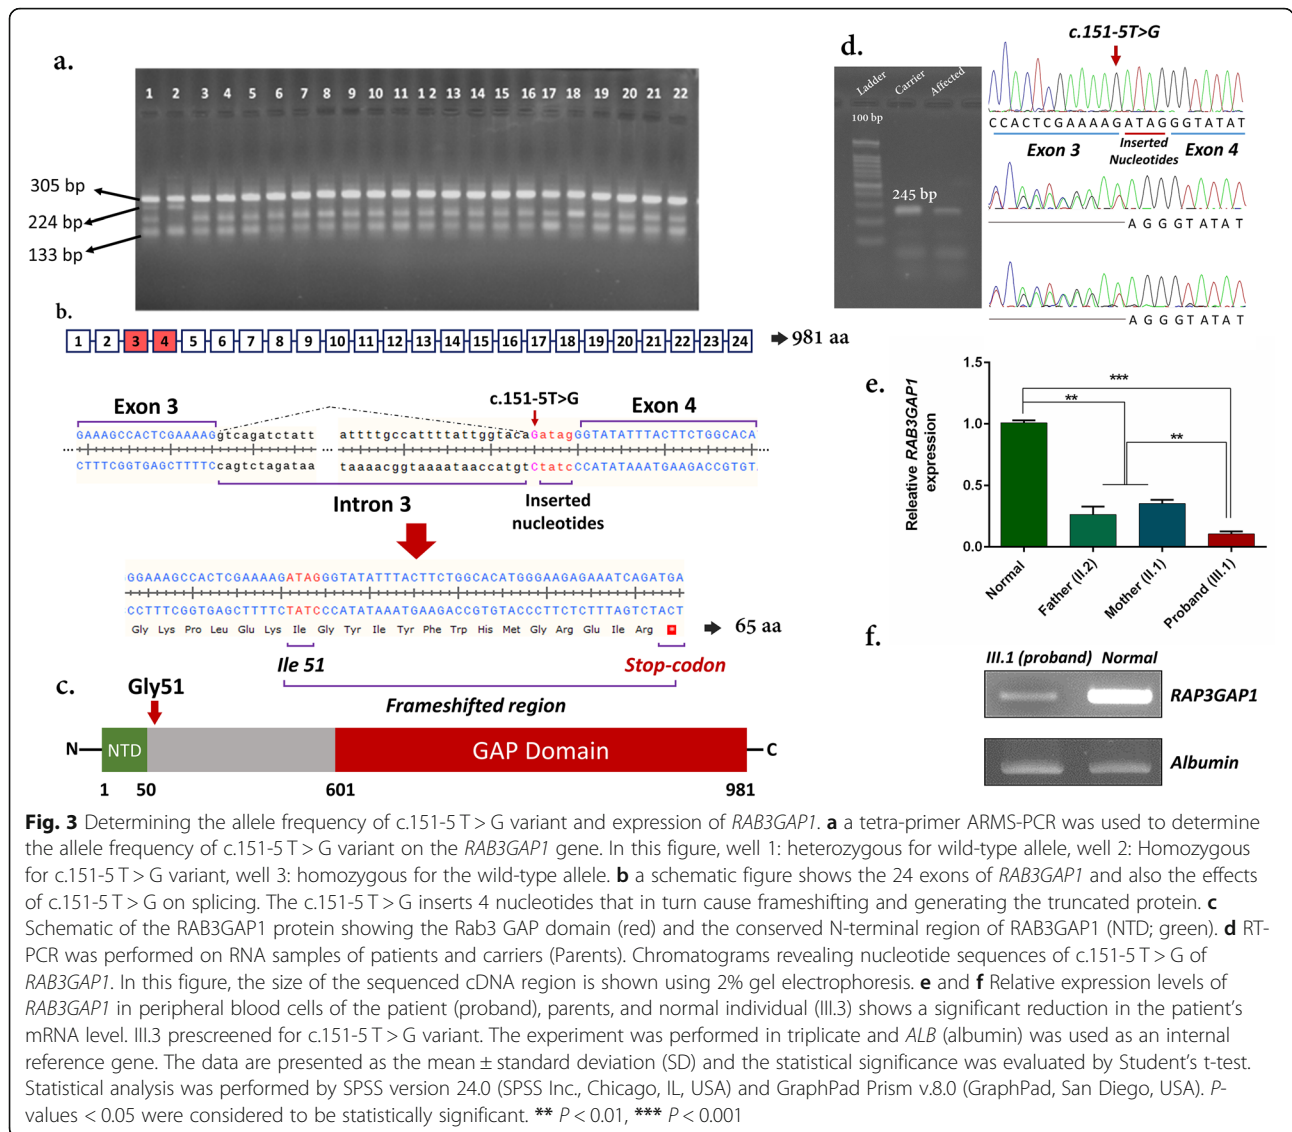 a.
1 2 3 4 5 6 7 8 9 10 11 12 13 14 15 16 17 18 19 20 21 22
305 bp
224 bp
133 bp
b.
1 2 3 4 5 6 7 8 9 10 11 12 13 14 15 16 17 18 19 20 21 22 23 24
981 aa
Exon 3
c.151-5T>G
Exon 4
GAAAGCCACTCGAAAAGgtcagatctatt ... attttgccattttattggtacaGatagGGTATATTTACTTCTGGCACA
CTTTCGGTGAGCTTTTCcagtctagataa ... taaaacggtaaaataaccatgtCtatcCCATATAAATGAAGACCGTGT
Intron 3
Inserted
nucleotides
GGAAAGCCACTCGAAAAGATAGGGTATATTTACTTCTGGCACATGGGAAGAGAAATCAGATGA
CCTTTCGGTGAGCTTTTCTATCCCATATAAATGAAGACCGTGTACCCTTCTCTTTAGTCTACT
Gly Lys Pro Leu Glu Lys Ile Gly Tyr Ile Tyr Phe Trp His Met Gly Arg Glu Ile Arg
65 aa
Ile 51
Stop-codon
Frameshifted region
c.
Gly51
N
NTD
GAP Domain
C
1 50 601 981
d.
Ladder Carrier Affected
100 bp
245 bp
c.151-5T>G
CCACTCGAAAAGATAGGGTATAT
Exon 3
Inserted
Nucleotides
Exon 4
AGGGTATAT
AGGGTATAT
e.
Releative RAB3GAP1
expression
1.5
1.0
0.5
0.0
***
**
**
Normal
Father (II.2)
Mother (II.1)
Proband (III.1)
f.
III.1 (proband) Normal
RAP3GAP1
Albumin
Fig. 3 Determining the allele frequency of c.151-5 T > G variant and expression of RAB3GAP1. a a tetra-primer ARMS-PCR was used to determine
the allele frequency of c.151-5 T > G variant on the RAB3GAP1 gene. In this figure, well 1: heterozygous for wild-type allele, well 2: Homozygous
for c.151-5 T > G variant, well 3: homozygous for the wild-type allele. b a schematic figure shows the 24 exons of RAB3GAP1 and also the effects
of c.151-5 T > G on splicing. The c.151-5 T > G inserts 4 nucleotides that in turn cause frameshifting and generating the truncated protein. c
Schematic of the RAB3GAP1 protein showing the Rab3 GAP domain (red) and the conserved N-terminal region of RAB3GAP1 (NTD; green). d RT-
PCR was performed on RNA samples of patients and carriers (Parents). Chromatograms revealing nucleotide sequences of c.151-5 T > G of
RAB3GAP1. In this figure, the size of the sequenced cDNA region is shown using 2% gel electrophoresis. e and f Relative expression levels of
RAB3GAP1 in peripheral blood cells of the patient (proband), parents, and normal individual (III.3) shows a significant reduction in the patient's
mRNA level. III.3 prescreened for c.151-5 T > G variant. The experiment was performed in triplicate and ALB (albumin) was used as an internal
reference gene. The data are presented as the mean ± standard deviation (SD) and the statistical significance was evaluated by Student's t-test.
Statistical analysis was performed by SPSS version 24.0 (SPSS Inc., Chicago, IL, USA) and GraphPad Prism v.8.0 (GraphPad, San Diego, USA). P-
values < 0.05 were considered to be statistically significant. ** P < 0.01, *** P < 0.001